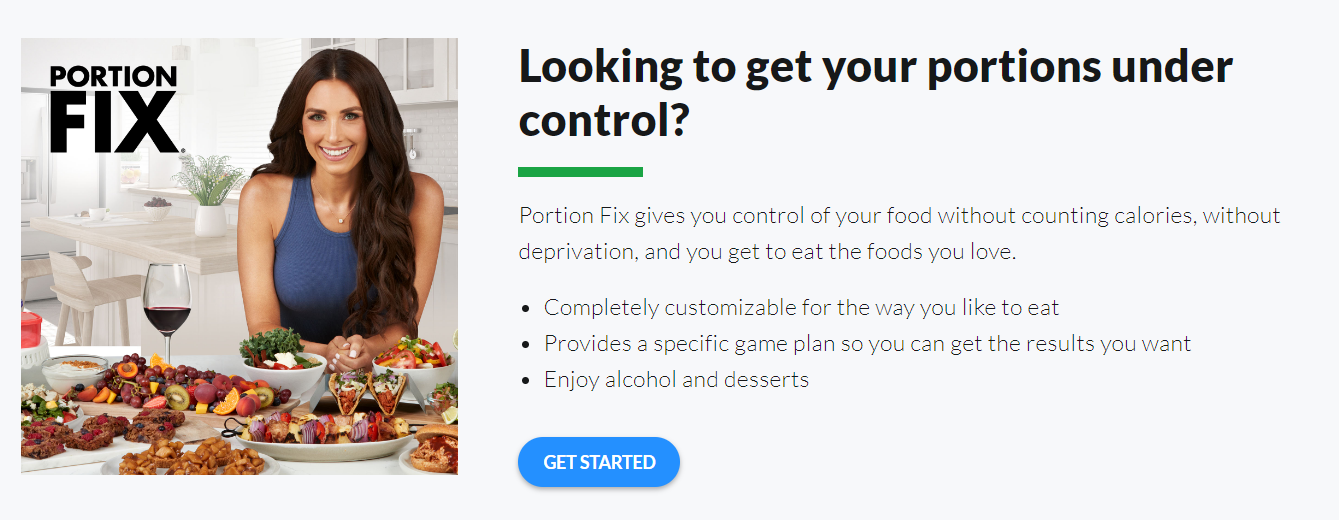 PORTION
FIX
Looking to get your portions under
control?
Portion Fix gives you control of your food without counting calories, without
deprivation, and you get to eat the foods you love.
• Completely customizable for the way you like to eat
• Provides a specific game plan so you can get the results you want
• Enjoy alcohol and desserts
GET STARTED